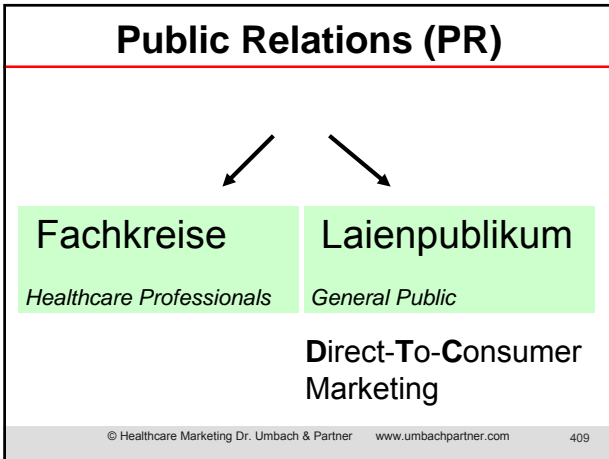 Public Relations (PR)
Fachkreise
Healthcare Professionals
Laienpublikum
General Public
Direct-To-Consumer
Marketing
© Healthcare Marketing Dr. Umbach & Partner www.umbachpartner.com 409